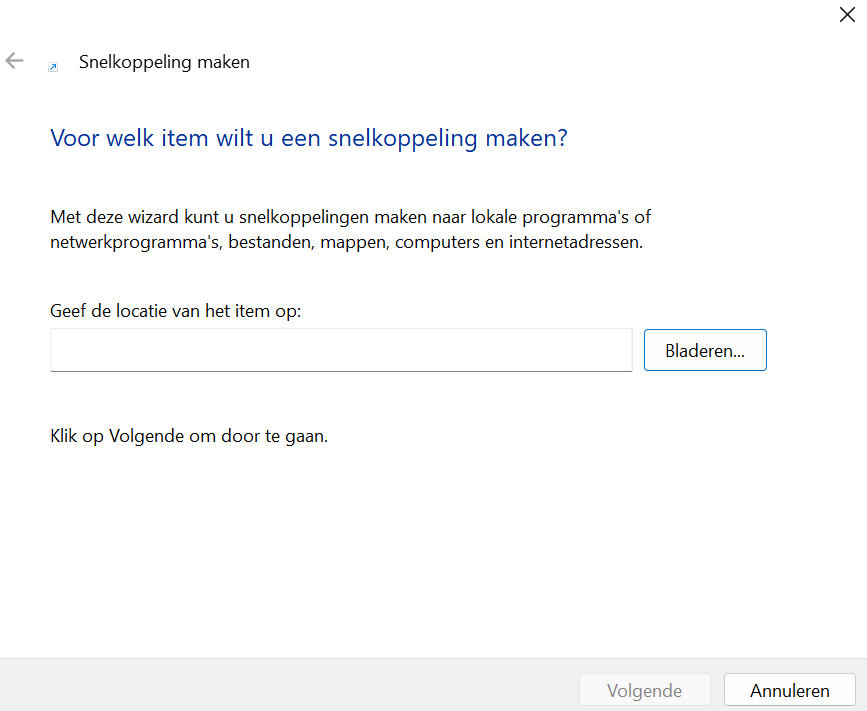 Snelkoppeling maken
Voor welk item wilt u een snelkoppeling maken?
Met deze wizard kunt u snelkoppelingen maken naar lokale programma's of
netwerkprogramma's, bestanden, mappen, computers en internetadressen.
Geef de locatie van het item op:
Bladeren...
Klik op Volgende om door te gaan.
Volgende
Annuleren